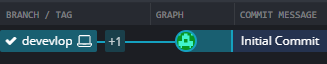 BRANCH / TAG GRAPH COMMIT MESSAGE
devevlop +1 Initial Commit